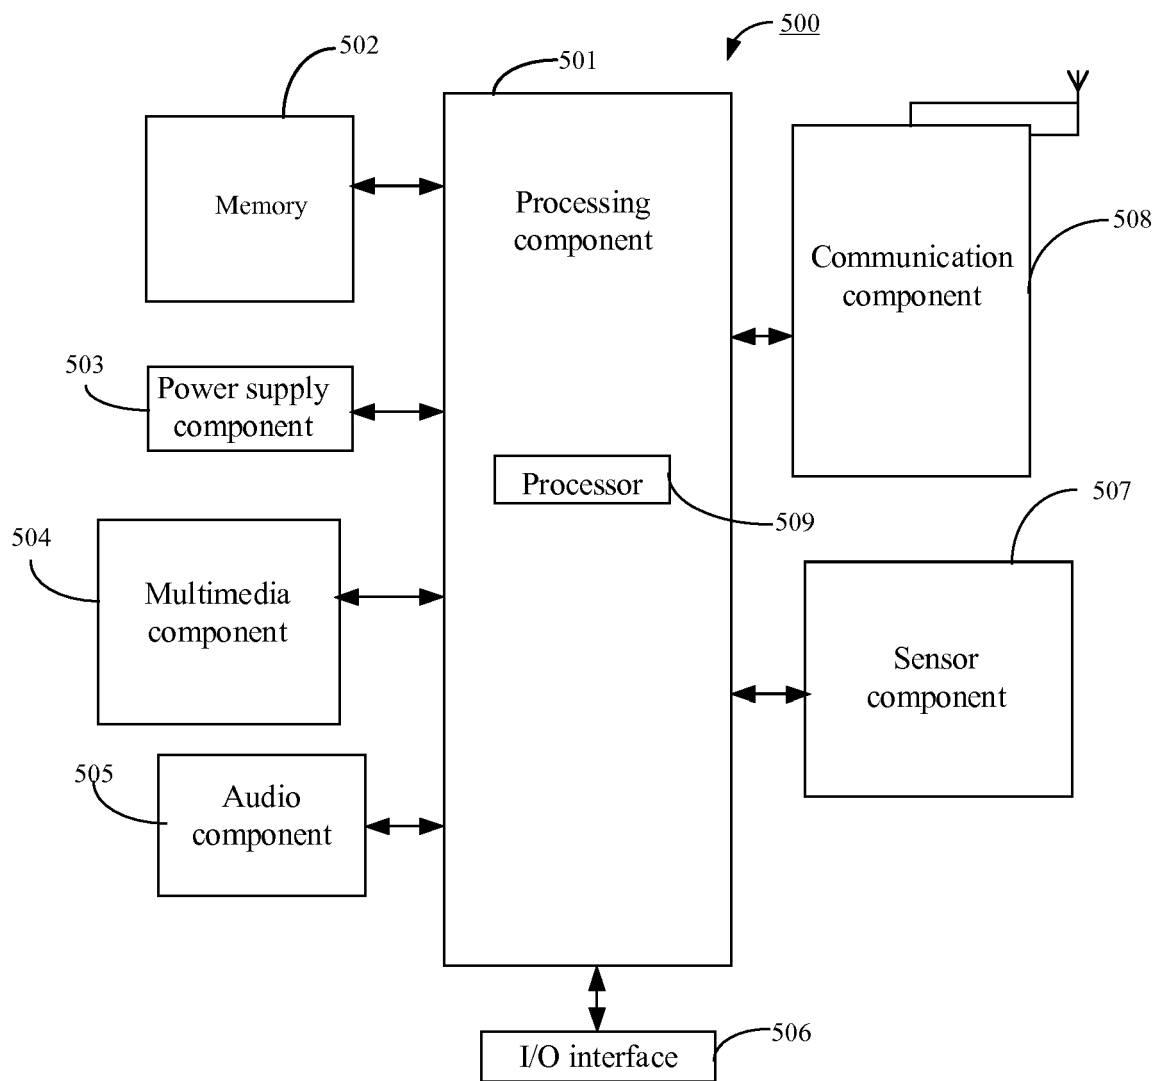 500
502
501
Memory
Processing
component
508
Communication
component
503
Power supply
component
Processor
509
507
504
Multimedia
component
Sensor
component
505
Audio
component
506
I/O interface